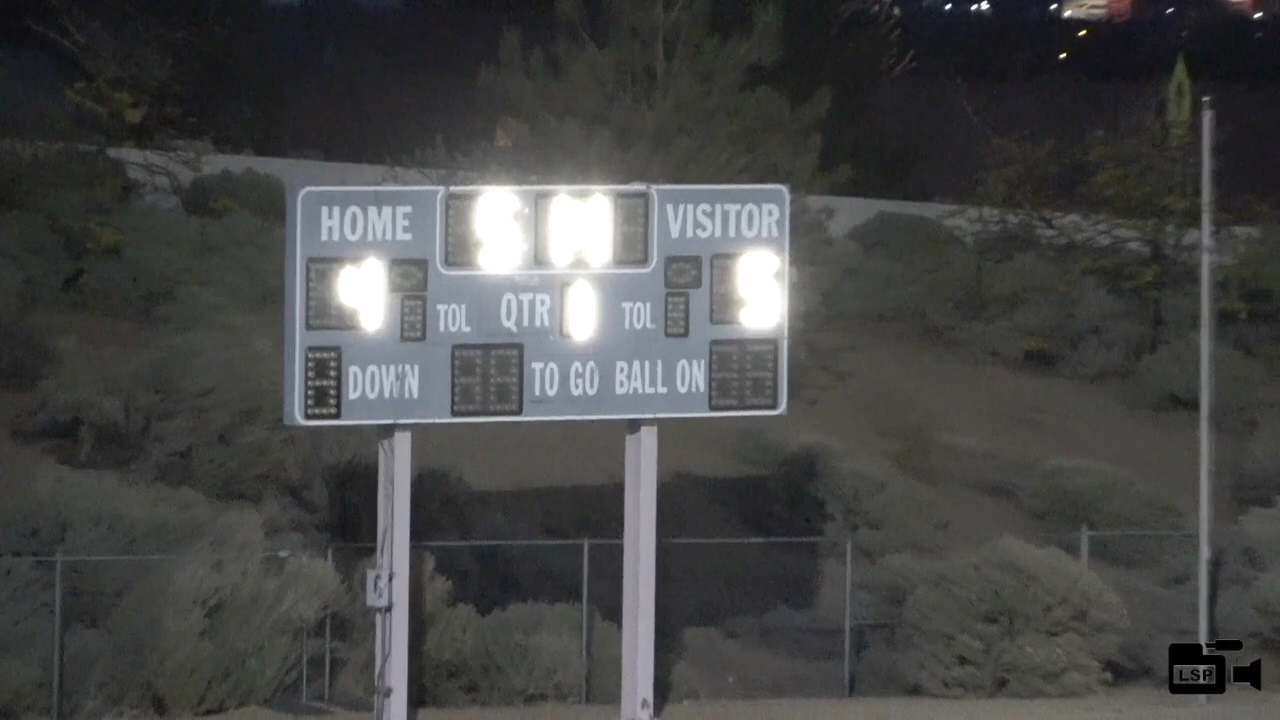 HOME
VISITOR
TOL QTR TOL
DOWN TO GO BALL ON
LSP